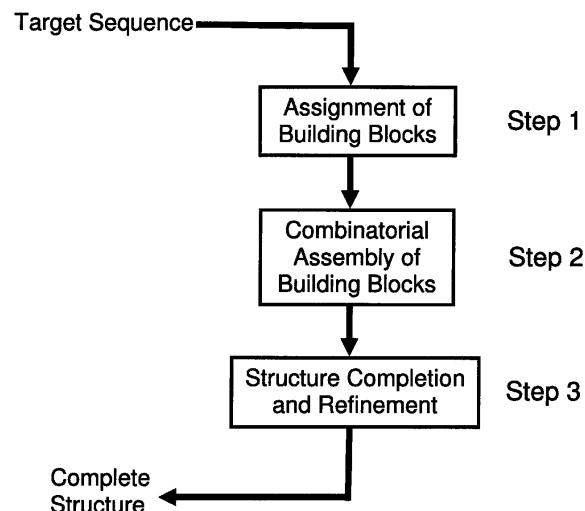 Target Sequence
Assignment of
Building Blocks
Step 1
Combinatorial
Assembly of
Building Blocks
Step 2
Structure Completion
and Refinement
Step 3
Complete
Structure